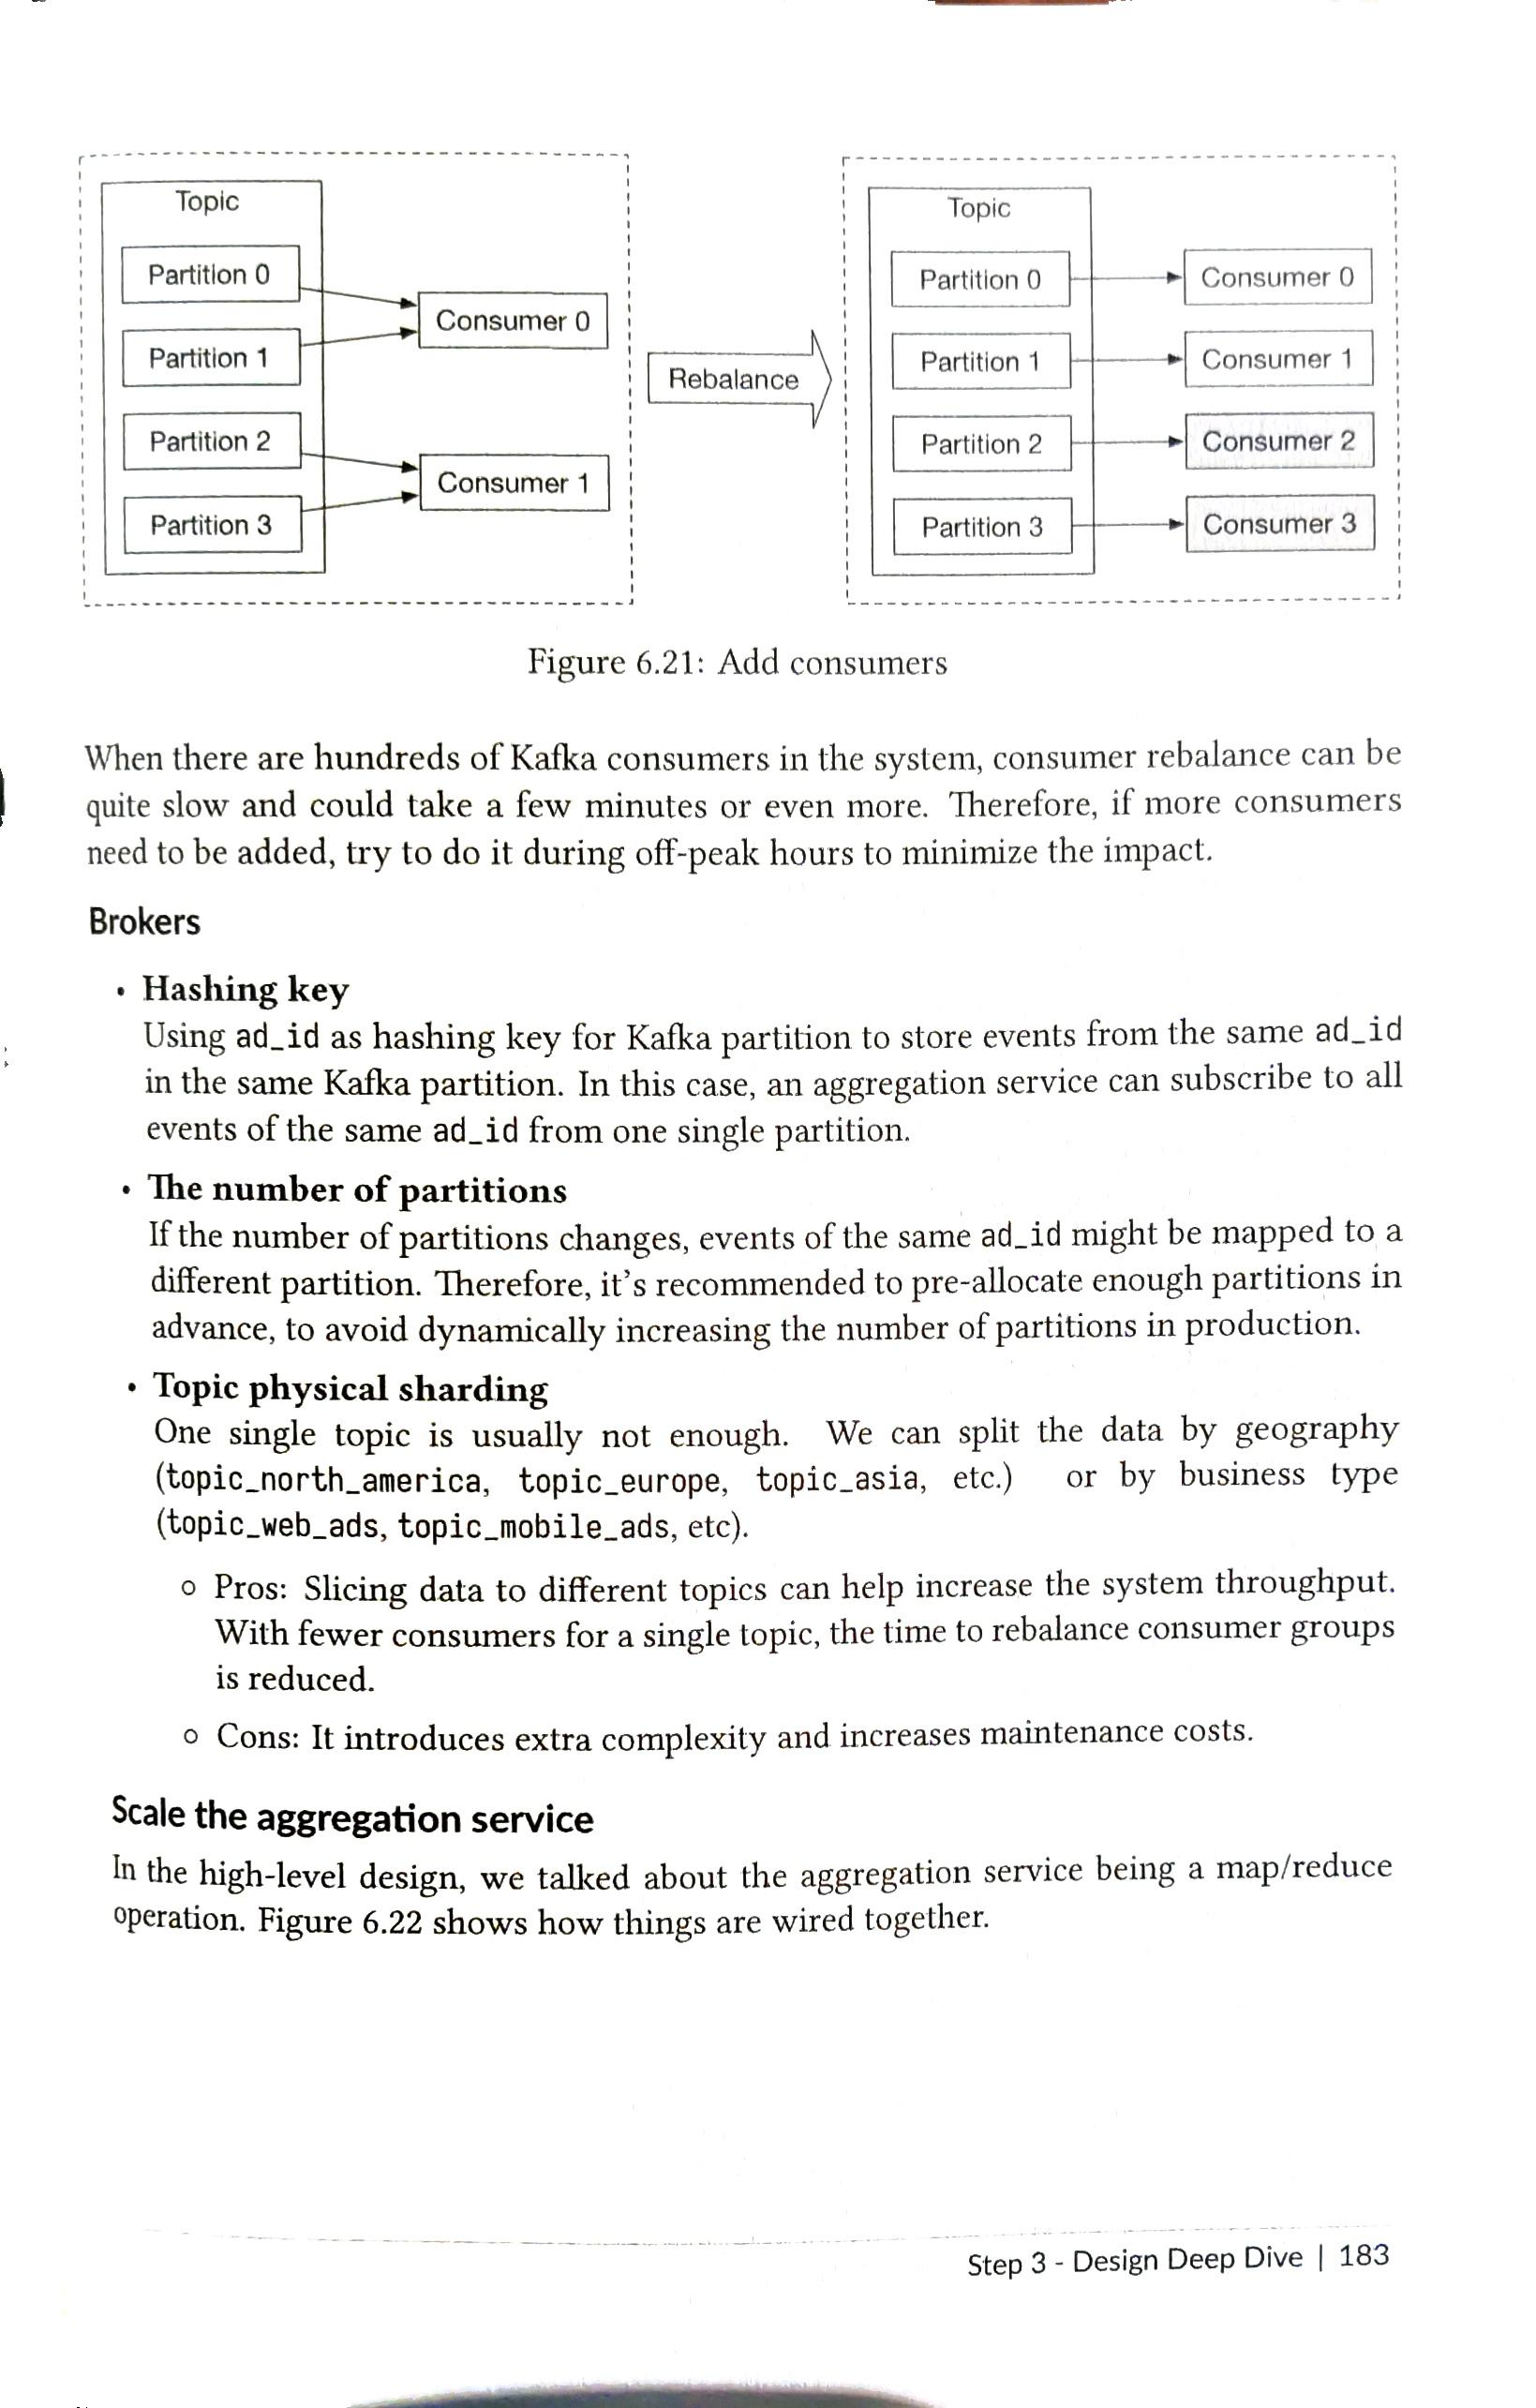 Topic
Partition 0
Partition 1
Partition 2
Partition 3
Consumer 0
Consumer 1
Rebalance
Topic
Partition 0
Partition 1
Partition 2
Partition 3
Consumer 0
Consumer 1
Consumer 2
Consumer 3
Figure 6.21: Add consumers
When there are hundreds of Kafka consumers in the system, consumer rebalance can be
quite slow and could take a few minutes or even more. Therefore, if more consumers
need to be added, try to do it during off-peak hours to minimize the impact.
Brokers
• Hashing key
Using ad_id as hashing key for Kafka partition to store events from the same ad_id
in the same Kafka partition. In this case, an aggregation service can subscribe to all
events of the same ad_id from one single partition.
• The number of partitions
If the number of partitions changes, events of the same ad_id might be mapped to a
different partition. Therefore, it's recommended to pre-allocate enough partitions in
advance, to avoid dynamically increasing the number of partitions in production.
• Topic physical sharding
One single topic is usually not enough. We can split the data by geography
(topic_north_america, topic_europe, topic_asia, etc.) or by business type
(topic_web_ads, topic_mobile_ads, etc).
o Pros: Slicing data to different topics can help increase the system throughput.
With fewer consumers for a single topic, the time to rebalance consumer groups
is reduced.
o Cons: It introduces extra complexity and increases maintenance costs.
Scale the aggregation service
In the high-level design, we talked about the aggregation service being a map/reduce
operation. Figure 6.22 shows how things are wired together.
Step 3 - Design Deep Dive | 183